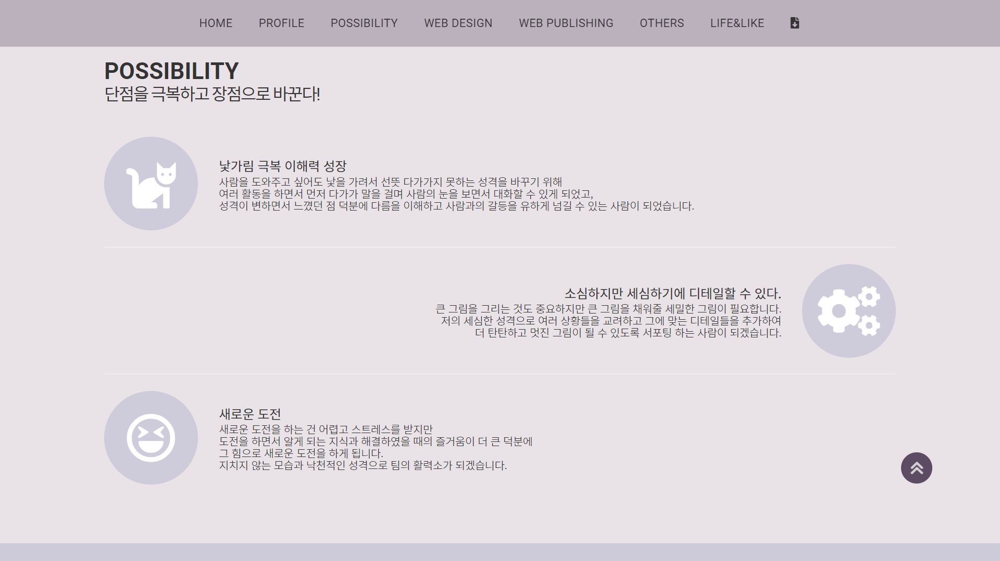 HOME PROFILE POSSIBILITY WEB DESIGN WEB PUBLISHING OTHERS LIFE&LIKE
POSSIBILITY
단점을 극복하고 장점으로 바꾼다!
낯가림 극복 이해력 성장
사람을 도와주고 싶어도 낯을 가려서 선뜻 다가가지 못하는 성격을 바꾸기 위해
여러 활동을 하면서 먼저 다가가 말을 걸며 사람의 눈을 보면서 대화할 수 있게 되었고,
성격이 변하면서 느꼈던 점 덕분에 다름을 이해하고 사람과의 갈등을 유하게 넘길 수 있는 사람이 되었습니다.
소심하지만 세심하기에 디테일할 수 있다.
큰 그림을 그리는 것도 중요하지만 큰 그림을 채워줄 세밀한 그림이 필요합니다.
저의 세심한 성격으로 여러 상황들을 교려하고 그에 맞는 디테일들을 추가하여
더 탄탄하고 멋진 그림이 될 수 있도록 서포팅 하는 사람이 되겠습니다.
새로운 도전
새로운 도전을 하는 건 어렵고 스트레스를 받지만
도전을 하면서 알게 되는 지식과 해결하였을 때의 즐거움이 더 큰 덕분에
그 힘으로 새로운 도전을 하게 됩니다.
지치지 않는 모습과 낙천적인 성격으로 팀의 활력소가 되겠습니다.